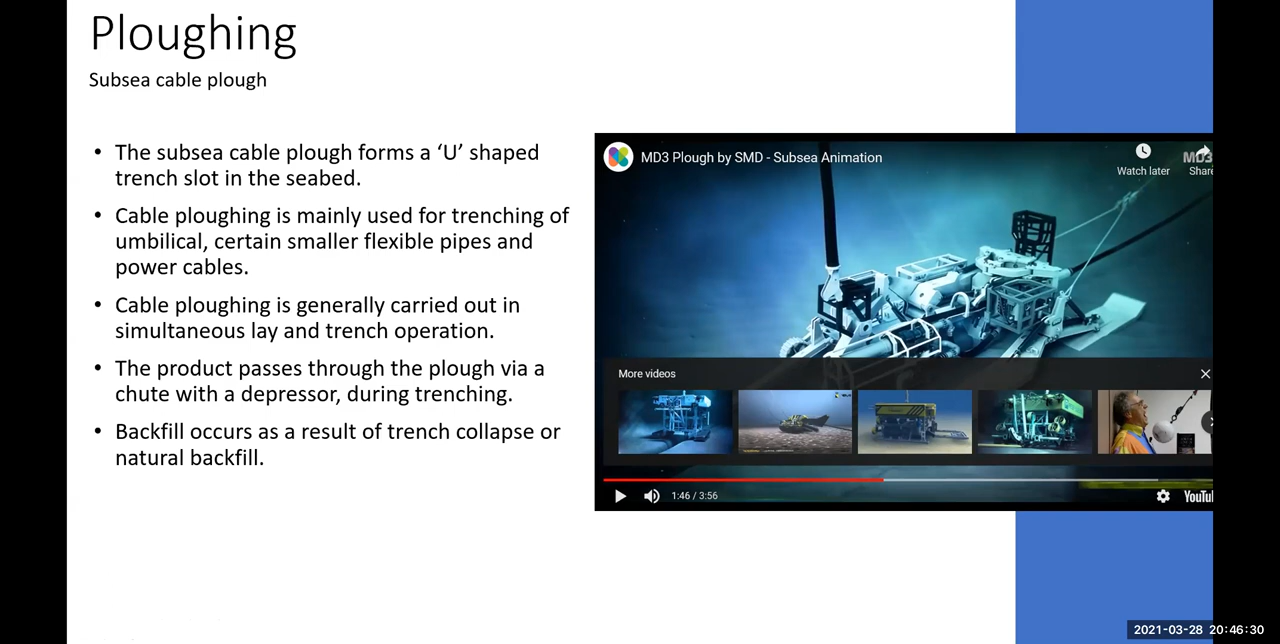 Ploughing
Subsea cable plough
• The subsea cable plough forms a ‘U’ shaped
trench slot in the seabed.
• Cable ploughing is mainly used for trenching of
umbilical, certain smaller flexible pipes and
power cables.
• Cable ploughing is generally carried out in
simultaneous lay and trench operation.
• The product passes through the plough via a
chute with a depressor, during trenching.
• Backfill occurs as a result of trench collapse or
natural backfill.
MD3 Plough by SMD - Subsea Animation
MD3
Watch later
Share
More videos
1:46 / 3:56
YouTu
2021-03-28 20:46:30